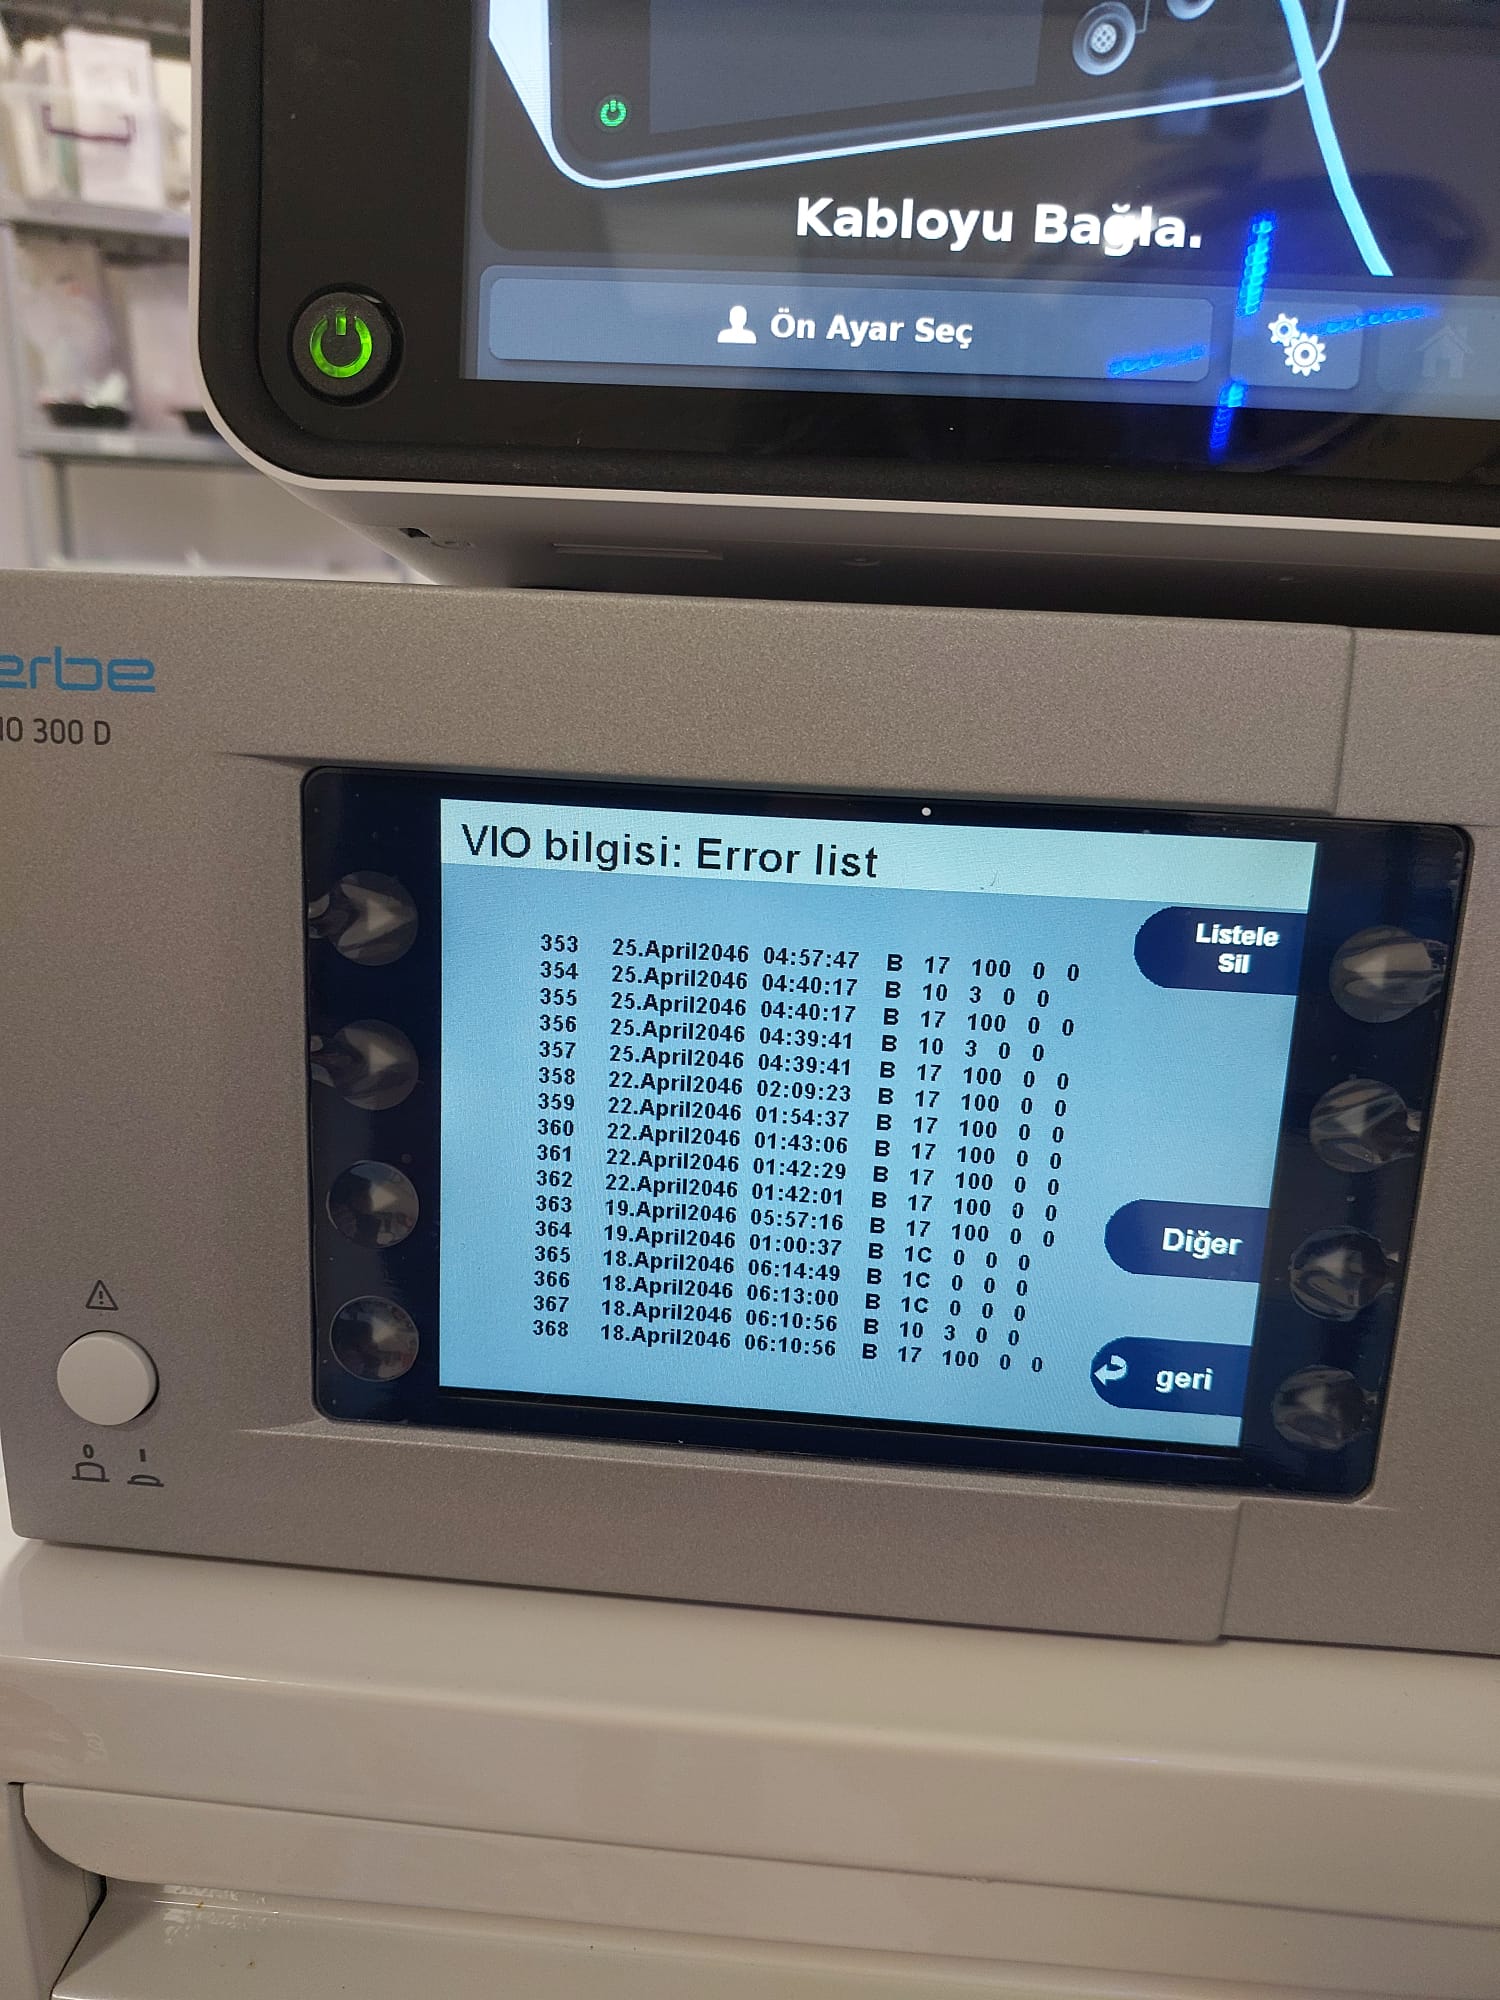 Kabloyu Bağla.
Ön Ayar Seç
erbe
IO 300 D
VIO bilgisi: Error list
353 25.April2046 04:57:47 B 17 100 0 0
354 25.April2046 04:40:17 B 10 3 0 0
355 25.April2046 04:40:17 B 17 100 0 0
356 25.April2046 04:39:41 B 10 3 0 0
357 25.April2046 04:39:41 B 17 100 0 0
358 22.April2046 02:09:23 B 17 100 0 0
359 22.April2046 01:54:37 B 17 100 0 0
360 22.April2046 01:43:06 B 17 100 0 0
361 22.April2046 01:42:29 B 17 100 0 0
362 22.April2046 01:42:01 B 17 100 0 0
363 19.April2046 05:57:16 B 17 100 0 0
364 19.April2046 01:00:37 B 1C 0 0 0
365 18.April2046 06:14:49 B 1C 0 0 0
366 18.April2046 06:13:00 B 1C 0 0 0
367 18.April2046 06:10:56 B 10 3 0 0
368 18.April2046 06:10:56 B 17 100 0 0
Listele
Sil
Diğer
geri
0 I